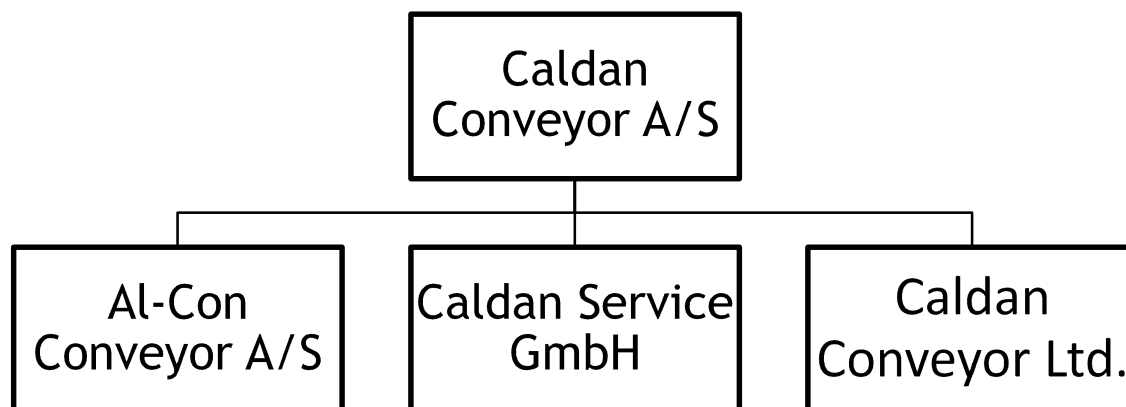 Caldan
Conveyor A/S
Al-Con
Conveyor A/S
Caldan Service
GmbH
Caldan
Conveyor Ltd.